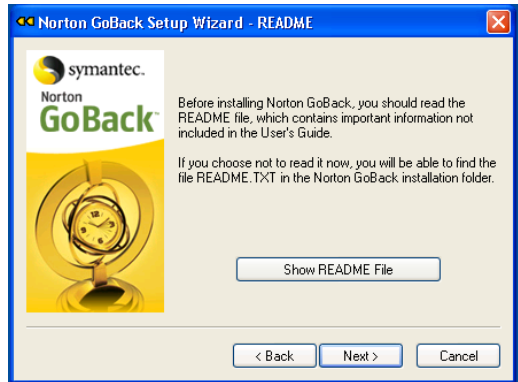 Norton GoBack Setup Wizard - README
symantec.
Norton
GoBack
Before installing Norton GoBack, you should read the
README file, which contains important information not
included in the User's Guide.
If you choose not to read it now, you will be able to find the
file README.TXT in the Norton GoBack installation folder.
Show README File
< Back
Next >
Cancel